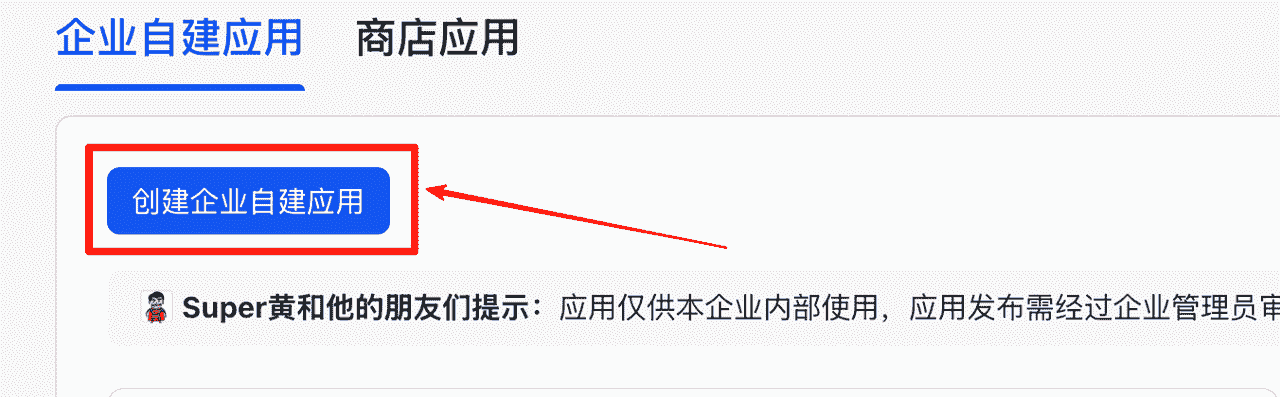 企业自建应用 商店应用
创建企业自建应用
Super黄和他的朋友们提示：应用仅供本企业内部使用，应用发布需经过企业管理员审